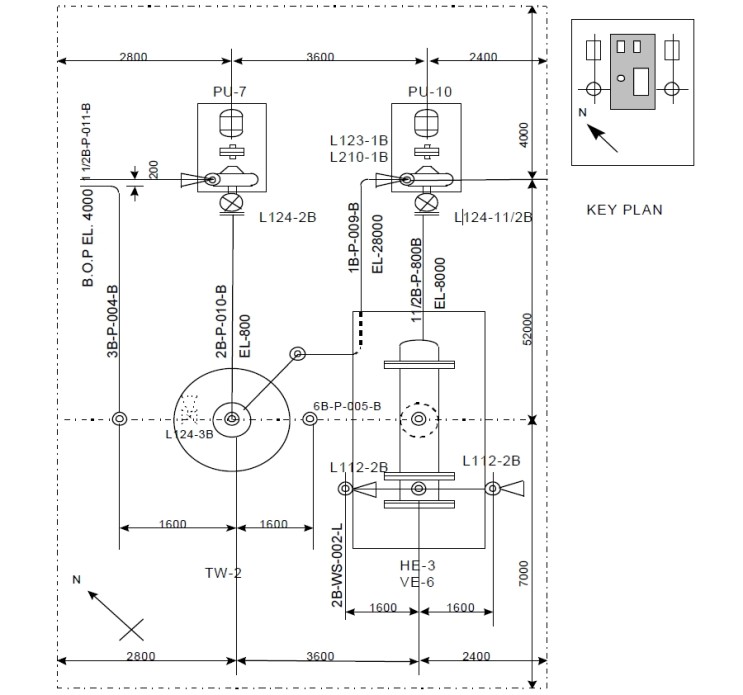 2800
3600
2400
PU-7
PU-10
4000
N
KEY PLAN
1 1/2B-P-011-B
200
L123-1B
L210-1B
L124-2B
L124-11/2B
B.O.P EL. 4000
3B-P-004-B
2B-P-010-B
EL-800
1B-P-009-B
EL-28000
11/2B-P-800B
EL-8000
52000
6B-P-005-B
L124-3B
L112-2B
L112-2B
1600
1600
TW-2
2B-WS-002-L
HE-3
VE-6
1600
1600
7000
N
2800
3600
2400